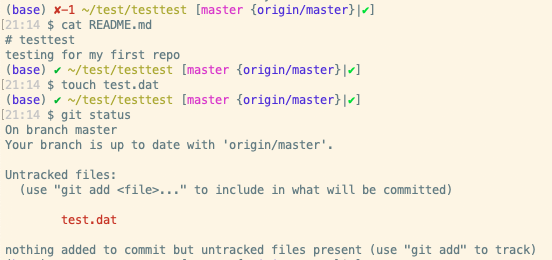 (base) ✘-1 ~/test/testtest [master {origin/master}|✔]
[21:14 $ cat README.md
# testtest
testing for my first repo
(base) ✔ ~/test/testtest [master {origin/master}|✔]
[21:14 $ touch test.dat
(base) ✔ ~/test/testtest [master {origin/master}|✔]
[21:14 $ git status
On branch master
Your branch is up to date with 'origin/master'.
Untracked files:
(use "git add <file>..." to include in what will be committed)
test.dat
nothing added to commit but untracked files present (use "git add" to track)